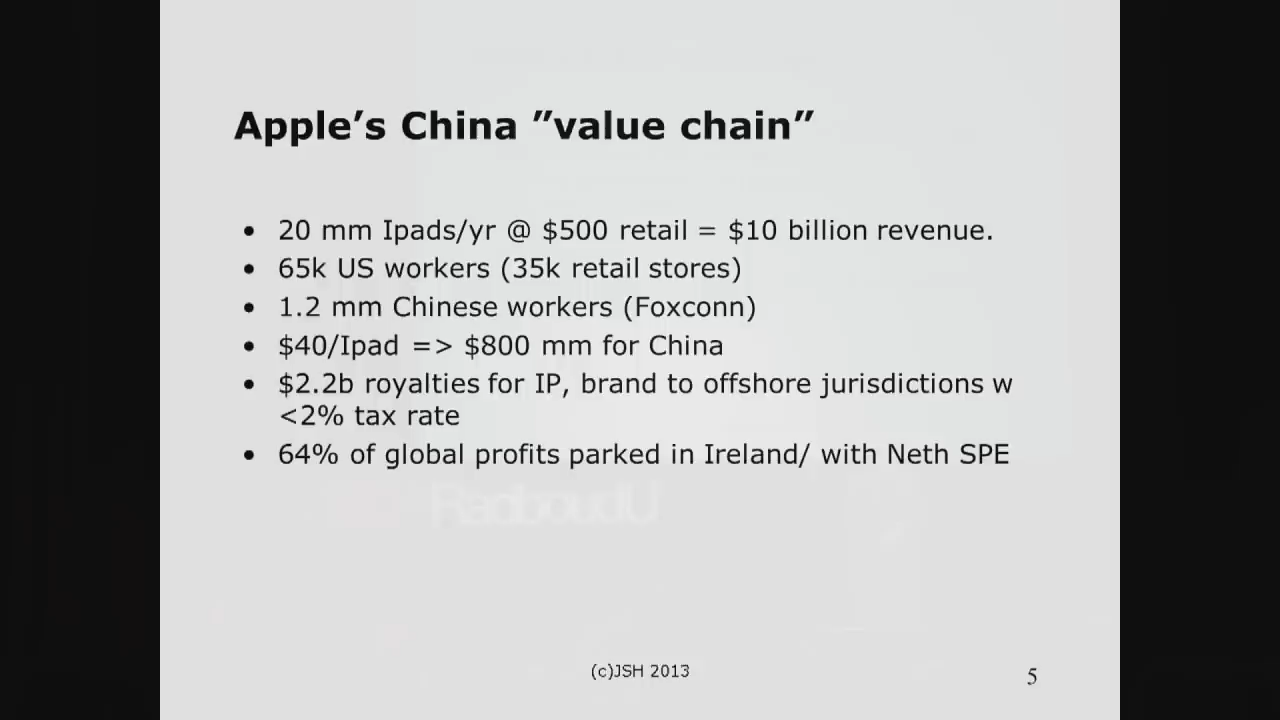 Apple’s China ”value chain”
• 20 mm Ipads/yr @ $500 retail = $10 billion revenue.
• 65k US workers (35k retail stores)
• 1.2 mm Chinese workers (Foxconn)
• $40/Ipad => $800 mm for China
• $2.2b royalties for IP, brand to offshore jurisdictions w
<2% tax rate
• 64% of global profits parked in Ireland/ with Neth SPE
RadboudU
(c)JSH 2013
5